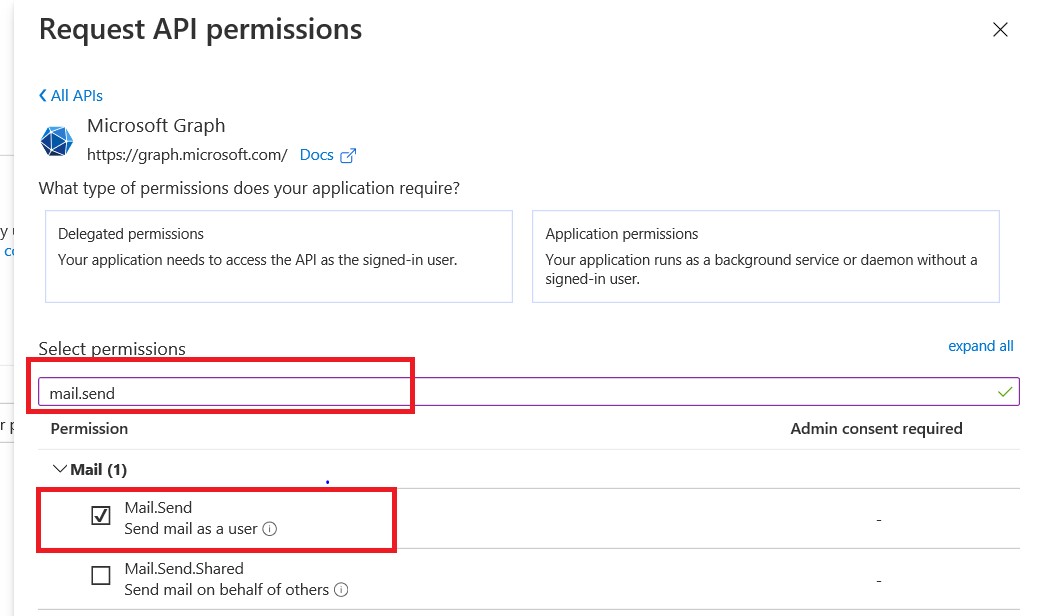 Request API permissions
All APIs
Microsoft Graph
https://graph.microsoft.com/ Docs
What type of permissions does your application require?
Delegated permissions
Your application needs to access the API as the signed-in user.
Application permissions
Your application runs as a background service or daemon without a
signed-in user.
Select permissions
expand all
mail.send
Permission
Admin consent required
Mail (1)
Mail.Send
Send mail as a user
-
Mail.Send.Shared
Send mail on behalf of others
-